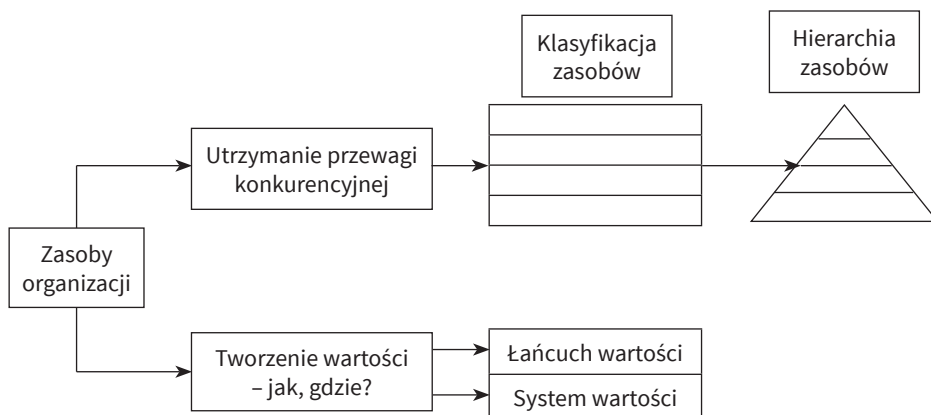 Klasyfikacja
zasobów
Hierarchia
zasobów
Utrzymanie przewagi
konkurencyjnej
Zasoby
organizacji
Tworzenie wartości
– jak, gdzie?
Łańcuch wartości
System wartości